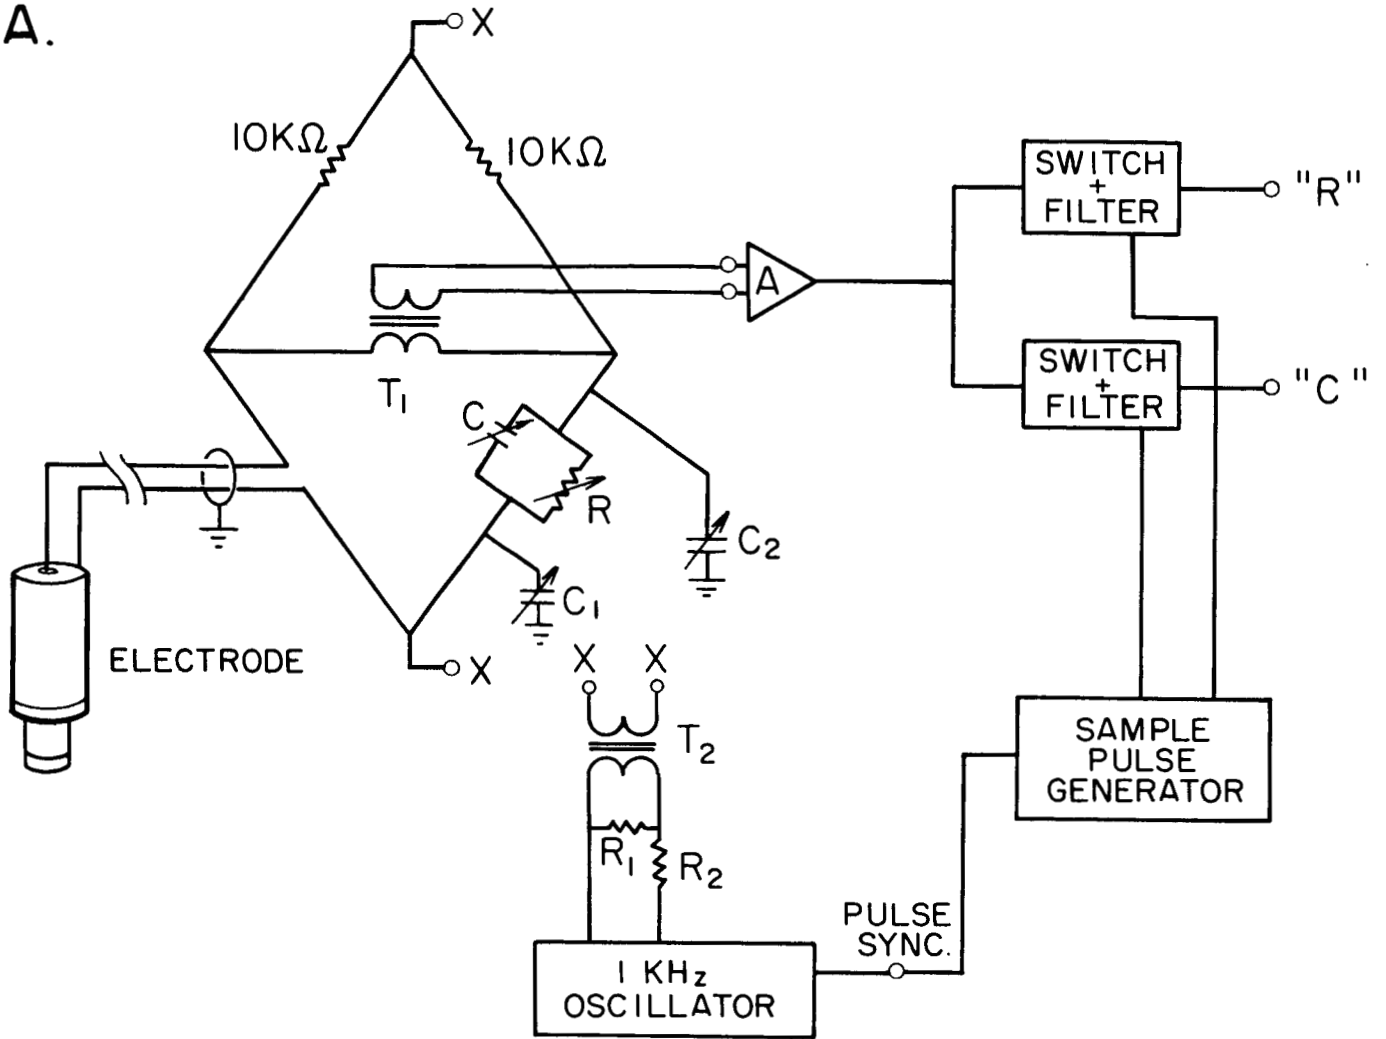 A.
X
10KΩ
10KΩ
SWITCH
+
FILTER
"R"
A
SWITCH
+
FILTER
"C"
T1
C
R
C2
C1
ELECTRODE
X
X X
T2
SAMPLE
PULSE
GENERATOR
R1
R2
PULSE
SYNC.
1 KHz
OSCILLATOR